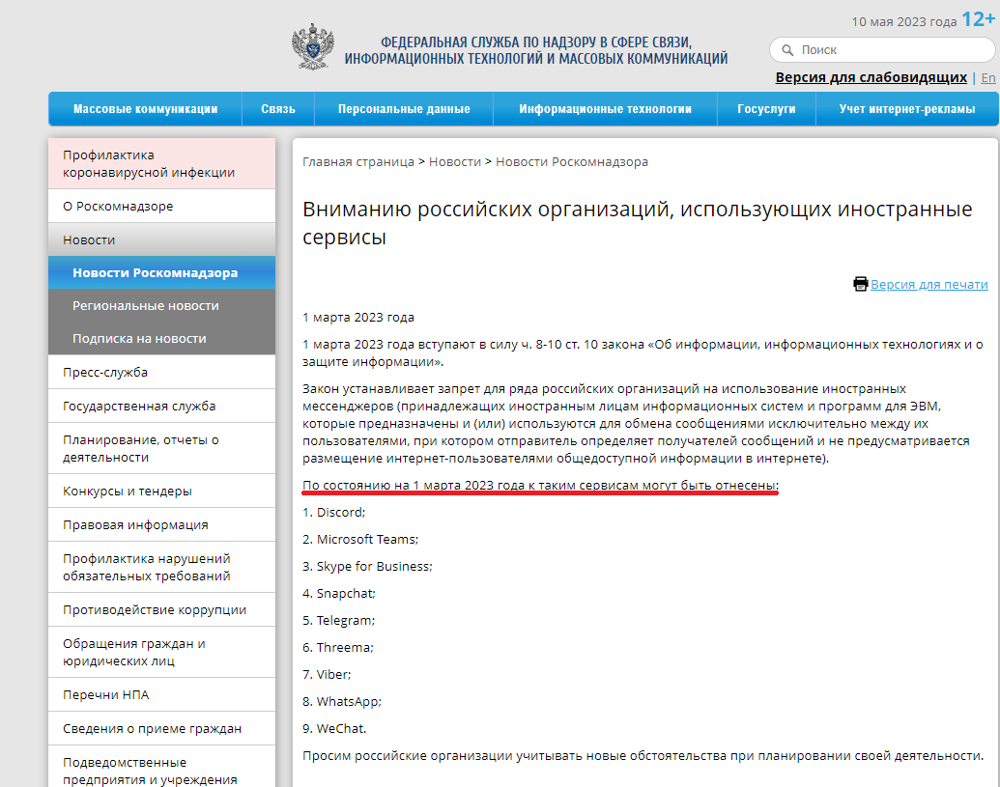 10 мая 2023 года 12+
ФЕДЕРАЛЬНАЯ СЛУЖБА ПО НАДЗОРУ В СФЕРЕ СВЯЗИ,
ИНФОРМАЦИОННЫХ ТЕХНОЛОГИЙ И МАССОВЫХ КОММУНИКАЦИЙ
Поиск
Версия для слабовидящих | En
Массовые коммуникации Связь Персональные данные Информационные технологии Госуслуги Учет интернет-рекламы
Профилактика
коронавирусной инфекции
О Роскомнадзоре
Новости
Новости Роскомнадзора
Региональные новости
Подписка на новости
Пресс-служба
Государственная служба
Планирование, отчеты о
деятельности
Конкурсы и тендеры
Правовая информация
Профилактика нарушений
обязательных требований
Противодействие коррупции
Обращения граждан и
юридических лиц
Перечни НПА
Сведения о приеме граждан
Подведомственные
предприятия и учреждения
Главная страница > Новости > Новости Роскомнадзора
Вниманию российских организаций, использующих иностранные
сервисы
Версия для печати
1 марта 2023 года
1 марта 2023 года вступают в силу ч. 8-10 ст. 10 закона «Об информации, информационных технологиях и о
защите информации».
Закон устанавливает запрет для ряда российских организаций на использование иностранных
мессенджеров (принадлежащих иностранным лицам информационных систем и программ для ЭВМ,
которые предназначены и (или) используются для обмена сообщениями исключительно между их
пользователями, при котором отправитель определяет получателей сообщений и не предусматривается
размещение интернет-пользователями общедоступной информации в интернете).
По состоянию на 1 марта 2023 года к таким сервисам могут быть отнесены:
1. Discord;
2. Microsoft Teams;
3. Skype for Business;
4. Snapchat;
5. Telegram;
6. Threema;
7. Viber;
8. WhatsApp;
9. WeChat.
Просим российские организации учитывать новые обстоятельства при планировании своей деятельности.